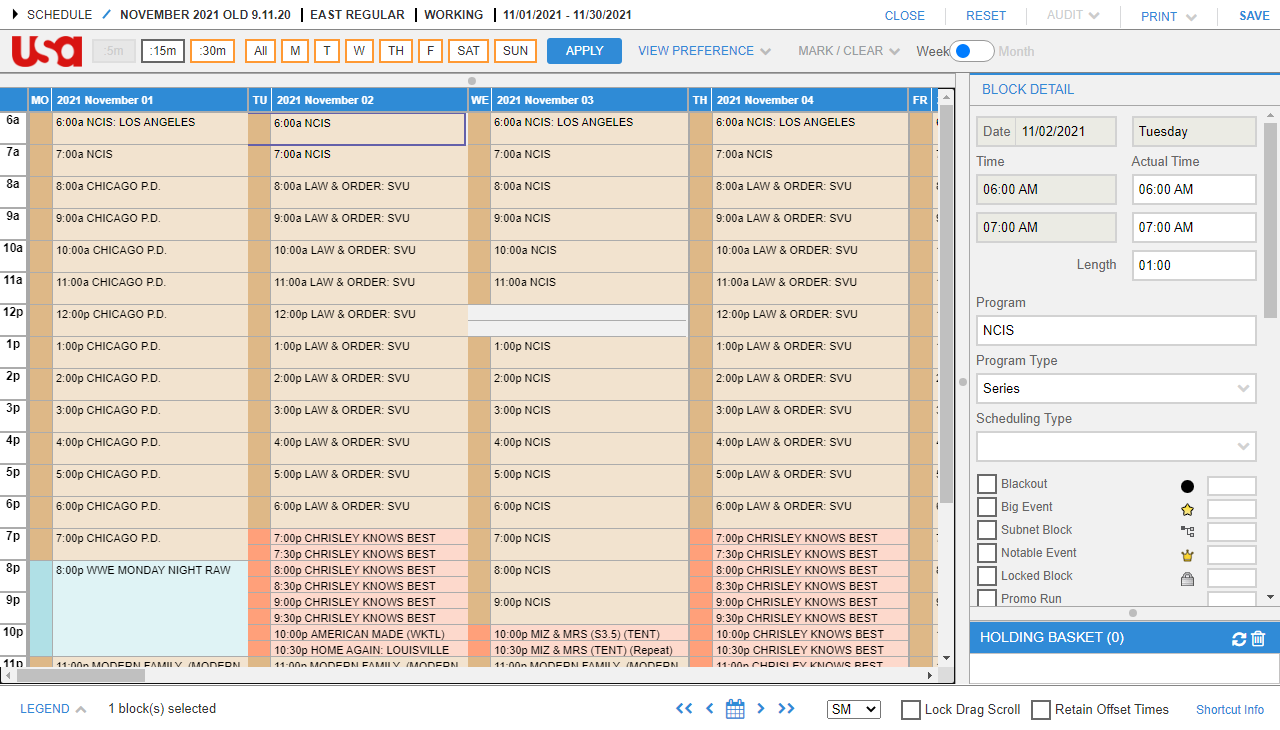 SCHEDULE NOVEMBER 2021 OLD 9.11.20 EAST REGULAR WORKING 11/01/2021 - 11/30/2021 CLOSE RESET AUDIT PRINT SAVE
usa :5m :15m :30m All M T W TH F SAT SUN APPLY VIEW PREFERENCE MARK / CLEAR Week Month
MO 2021 November 01 TU 2021 November 02 WE 2021 November 03 TH 2021 November 04 FR
6a 6:00a NCIS: LOS ANGELES 6:00a NCIS 6:00a NCIS: LOS ANGELES 6:00a NCIS: LOS ANGELES
7a 7:00a NCIS 7:00a NCIS 7:00a NCIS 7:00a NCIS
8a 8:00a CHICAGO P.D. 8:00a LAW & ORDER: SVU 8:00a NCIS 8:00a LAW & ORDER: SVU
9a 9:00a CHICAGO P.D. 9:00a LAW & ORDER: SVU 9:00a NCIS 9:00a LAW & ORDER: SVU
10a 10:00a CHICAGO P.D. 10:00a LAW & ORDER: SVU 10:00a NCIS 10:00a LAW & ORDER: SVU
11a 11:00a CHICAGO P.D. 11:00a LAW & ORDER: SVU 11:00a NCIS 11:00a LAW & ORDER: SVU
12p 12:00p CHICAGO P.D. 12:00p LAW & ORDER: SVU 12:00p LAW & ORDER: SVU
1p 1:00p CHICAGO P.D. 1:00p LAW & ORDER: SVU 1:00p NCIS 1:00p LAW & ORDER: SVU
2p 2:00p CHICAGO P.D. 2:00p LAW & ORDER: SVU 2:00p NCIS 2:00p LAW & ORDER: SVU
3p 3:00p CHICAGO P.D. 3:00p LAW & ORDER: SVU 3:00p NCIS 3:00p LAW & ORDER: SVU
4p 4:00p CHICAGO P.D. 4:00p LAW & ORDER: SVU 4:00p NCIS 4:00p LAW & ORDER: SVU
5p 5:00p CHICAGO P.D. 5:00p LAW & ORDER: SVU 5:00p NCIS 5:00p LAW & ORDER: SVU
6p 6:00p CHICAGO P.D. 6:00p LAW & ORDER: SVU 6:00p NCIS 6:00p LAW & ORDER: SVU
7p 7:00p CHICAGO P.D. 7:00p CHRISLEY KNOWS BEST 7:00p NCIS 7:00p CHRISLEY KNOWS BEST
7:30p CHRISLEY KNOWS BEST 7:30p CHRISLEY KNOWS BEST
8p 8:00p WWE MONDAY NIGHT RAW 8:00p CHRISLEY KNOWS BEST 8:00p NCIS 8:00p CHRISLEY KNOWS BEST
8:30p CHRISLEY KNOWS BEST 8:30p CHRISLEY KNOWS BEST
9p 9:00p CHRISLEY KNOWS BEST 9:00p NCIS 9:00p CHRISLEY KNOWS BEST
9:30p CHRISLEY KNOWS BEST 9:30p CHRISLEY KNOWS BEST
10p 10:00p AMERICAN MADE (WKTL) 10:00p MIZ & MRS (S3.5) (TENT) 10:00p CHRISLEY KNOWS BEST
10:30p HOME AGAIN: LOUISVILLE 10:30p MIZ & MRS (TENT) (Repeat) 10:30p CHRISLEY KNOWS BEST
11p 11:00p MODERN FAMILY (MODERN 11:00p MODERN FAMILY (MODERN 11:00p MODERN FAMILY (MODERN 11:00p CHRISLEY KNOWS BEST
BLOCK DETAIL
Date 11/02/2021 Tuesday
Time Actual Time
06:00 AM 06:00 AM
07:00 AM 07:00 AM
Length 01:00
Program
NCIS
Program Type
Series
Scheduling Type
Blackout
Big Event
Subnet Block
Notable Event
Locked Block
Promo Run
HOLDING BASKET (0)
LEGEND 1 block(s) selected SM Lock Drag Scroll Retain Offset Times Shortcut Info